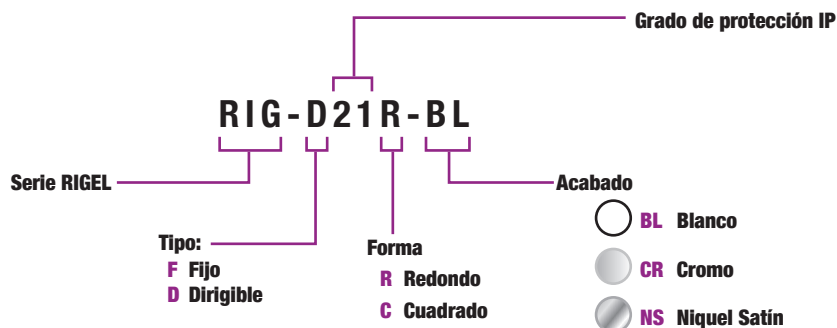 Grado de protección IP
RIG-D21R-BL
Serie RIGEL
Acabado
BL Blanco
CR Cromo
NS Niquel Satín
Tipo:
F Fijo
D Dirigible
Forma
R Redondo
C Cuadrado